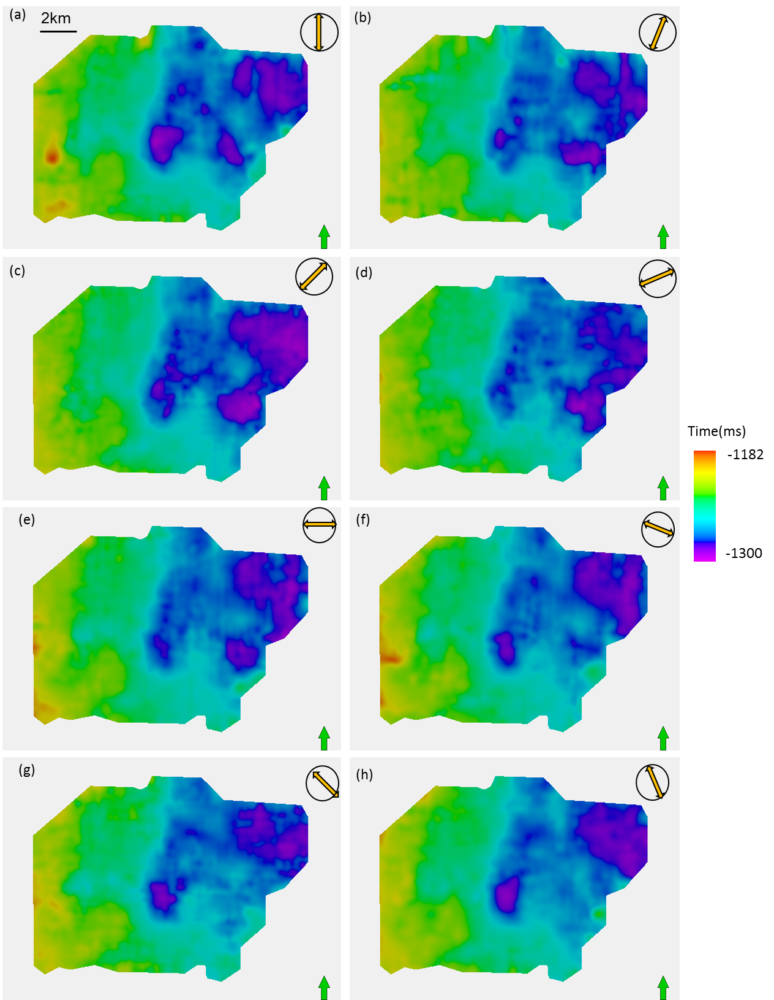 (a)
2km
(b)
(c)
(d)
Time(ms)
-1182
-1300
(e)
(f)
(g)
(h)